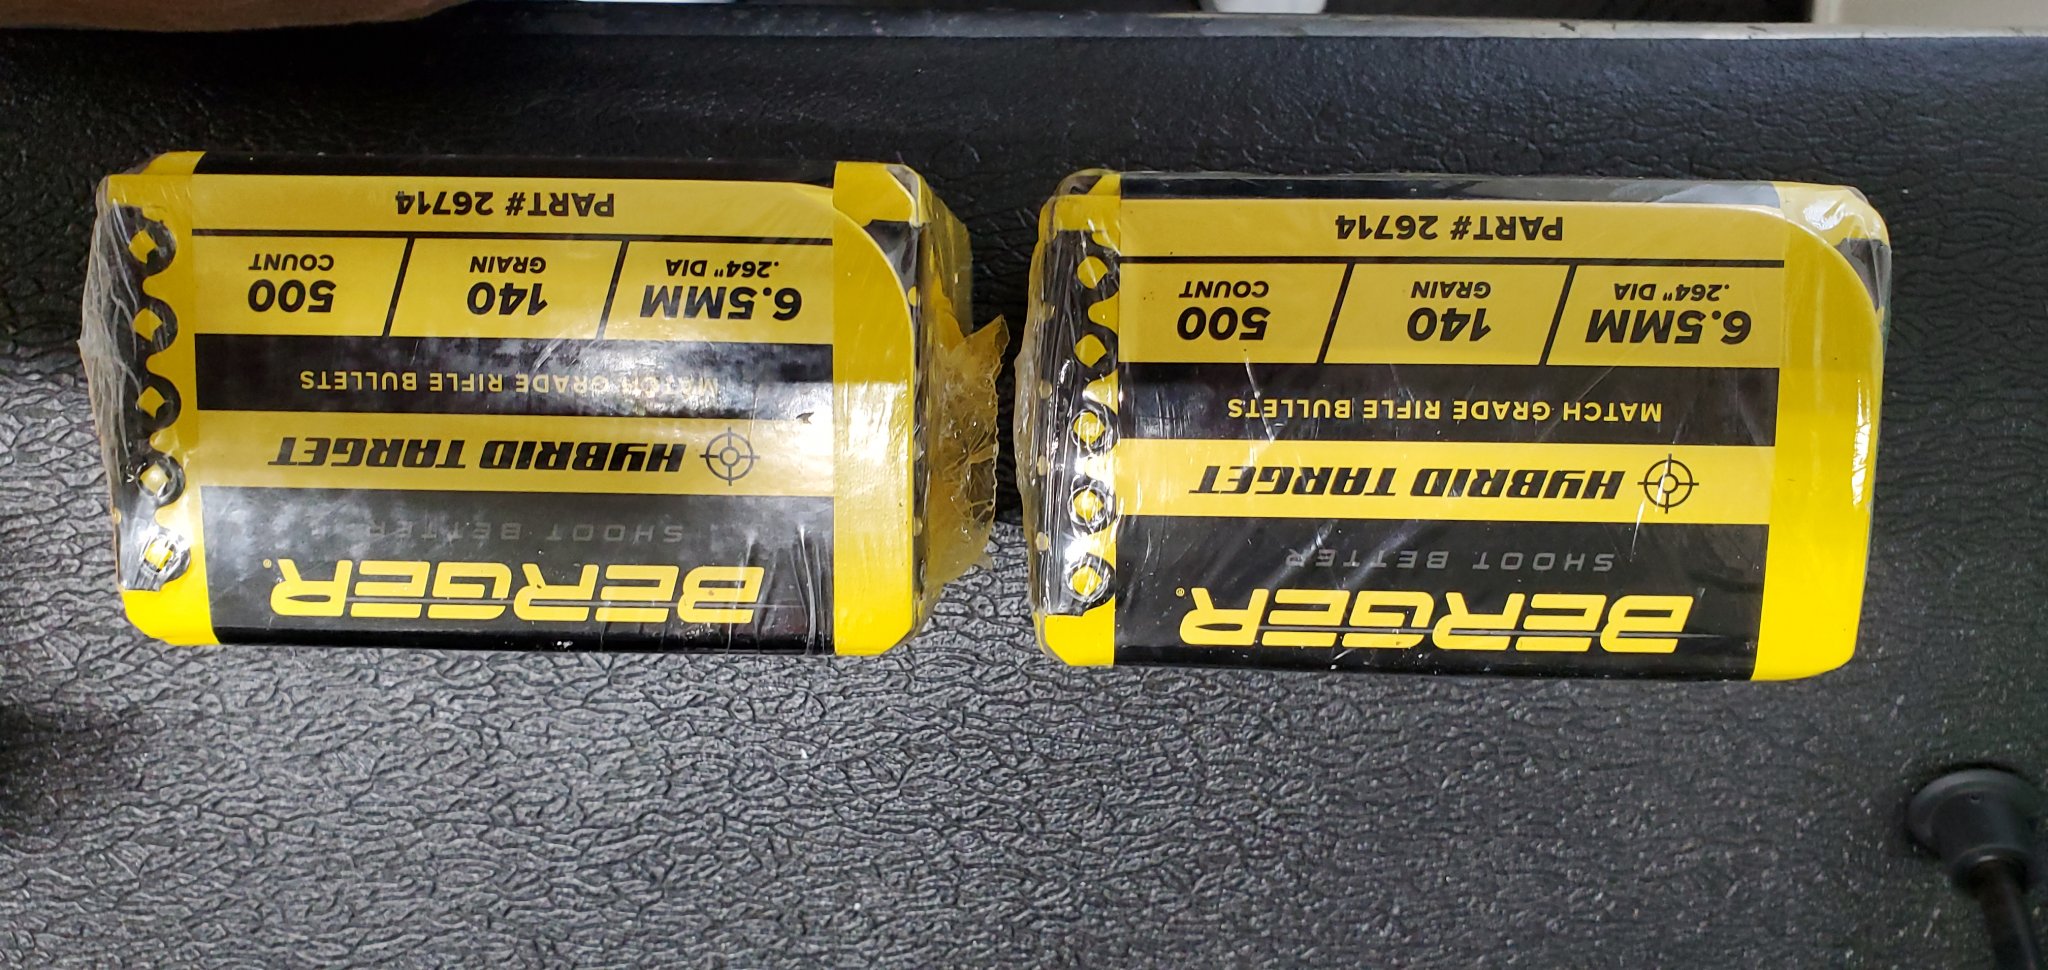 BERGER®
SHOOT BETTER
HYBRID TARGET
MATCH GRADE RIFLE BULLETS
6.5MM 140 500
.264" DIA GRAIN COUNT
PART# 26714
BERGER®
SHOOT BETTER
HYBRID TARGET
MATCH GRADE RIFLE BULLETS
6.5MM 140 500
.264" DIA GRAIN COUNT
PART# 26714